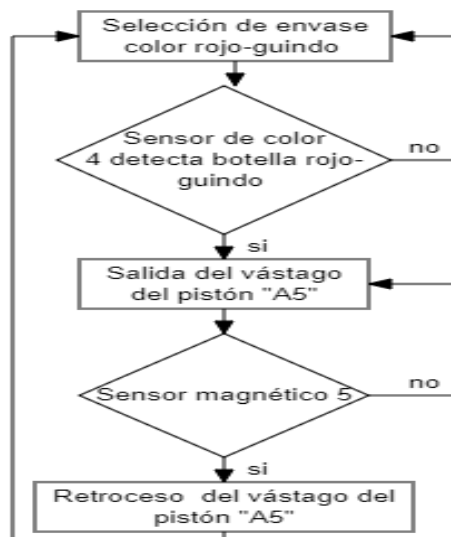 Selección de envase
color rojo-guindo
Sensor de color
4 detecta botella rojo-
guindo
no
si
Salida del vástago
del pistón "A5"
Sensor magnético 5
no
si
Retroceso del vástago del
pistón "A5"